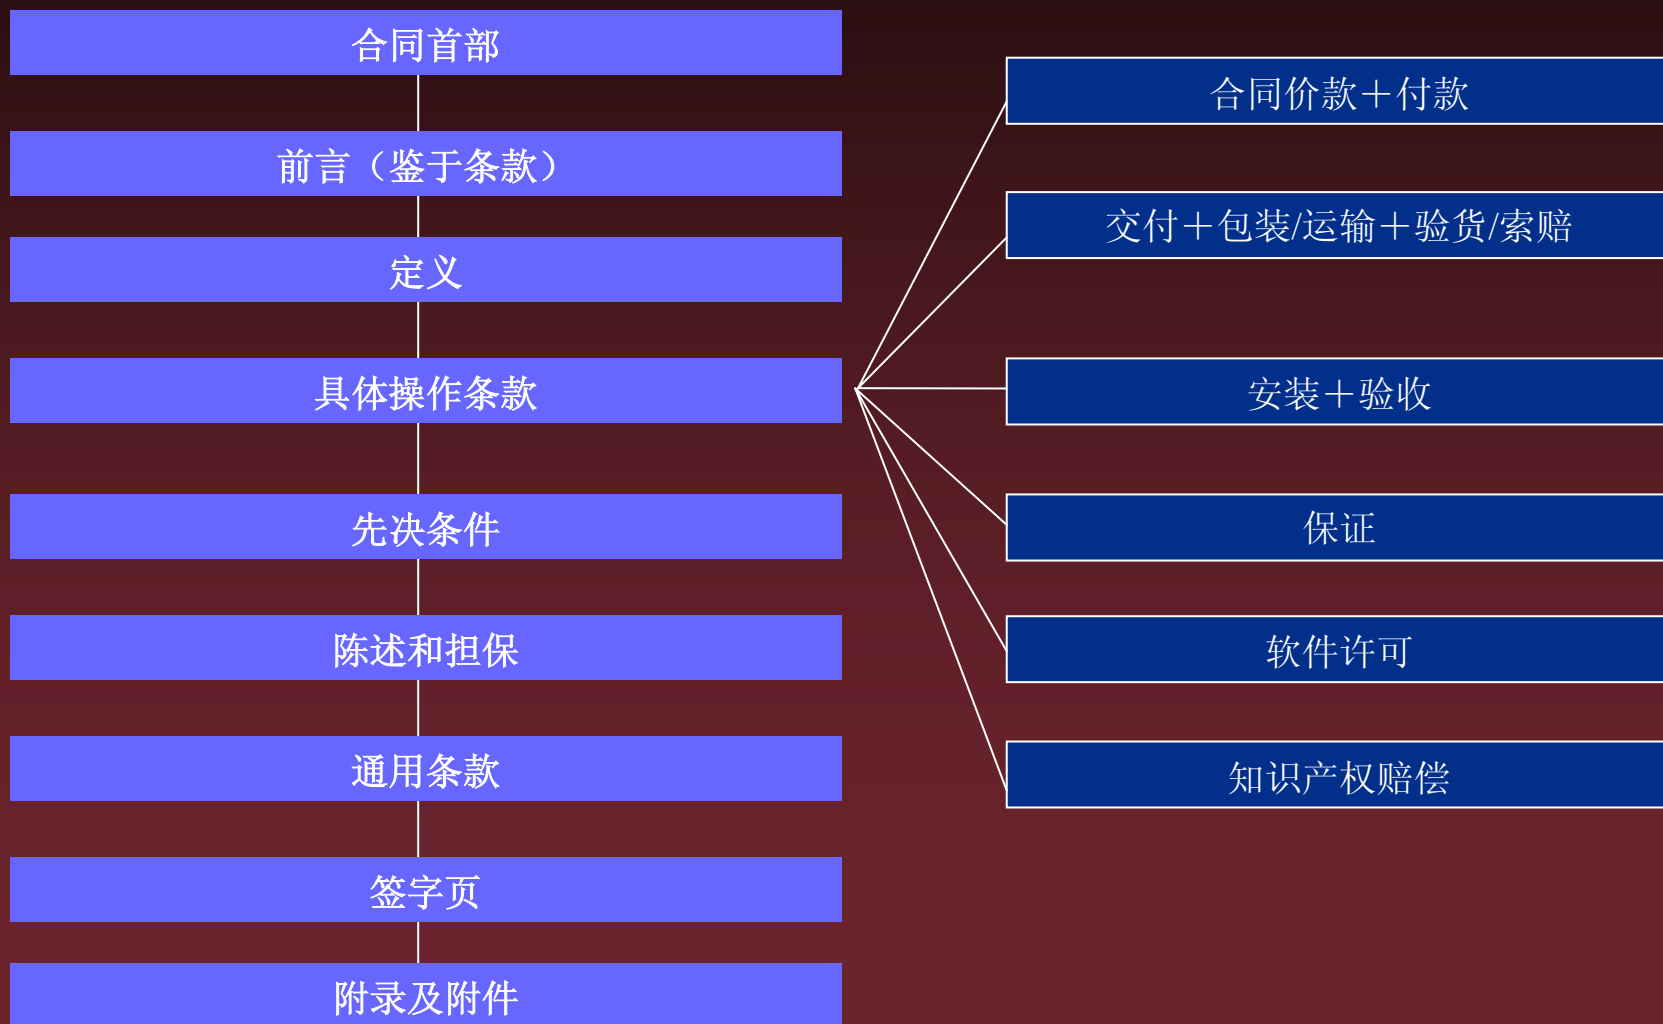 合同首部
前言（鉴于条款）
定义
具体操作条款
先决条件
陈述和担保
通用条款
签字页
附录及附件
合同价款＋付款
交付＋包装/运输＋验货/索赔
安装＋验收
保证
软件许可
知识产权赔偿